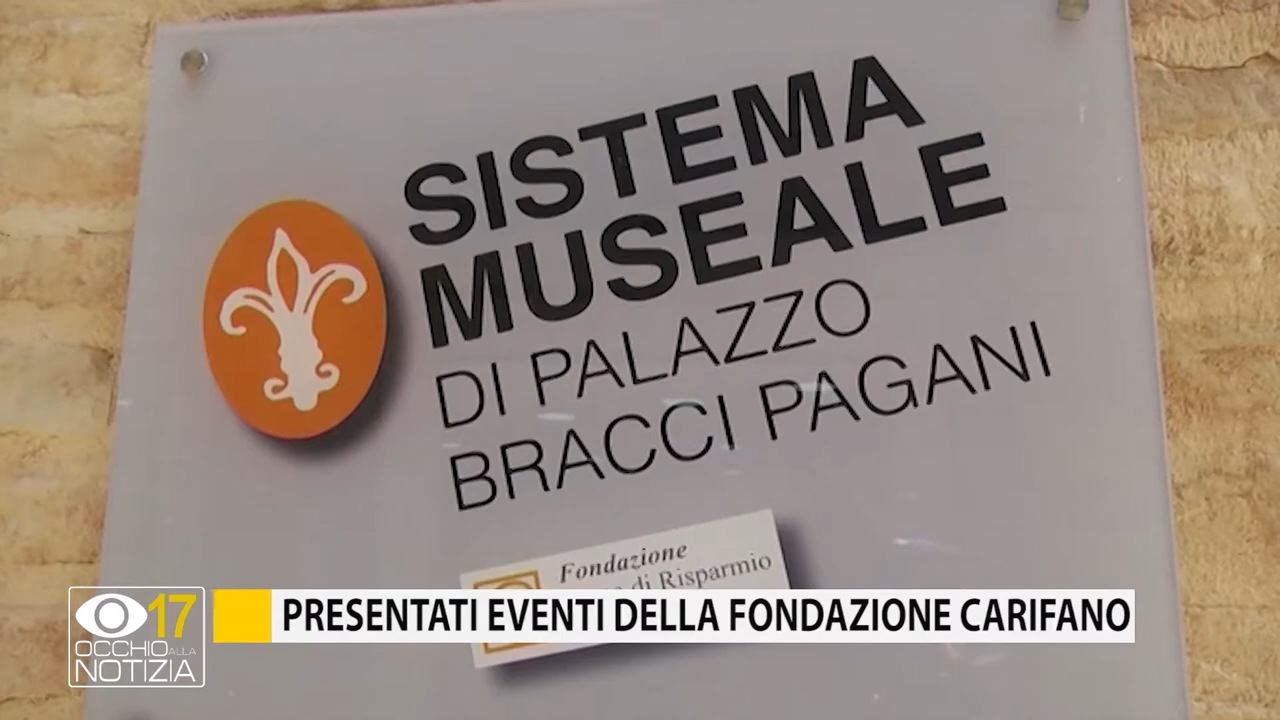 SISTEMA
MUSEALE
DI PALAZZO
BRACCI PAGANI
Fondazione
di Risparmio
PRESENTATI EVENTI DELLA FONDAZIONE CARIFANO
17
OCCHIO ALLA
NOTIZIA